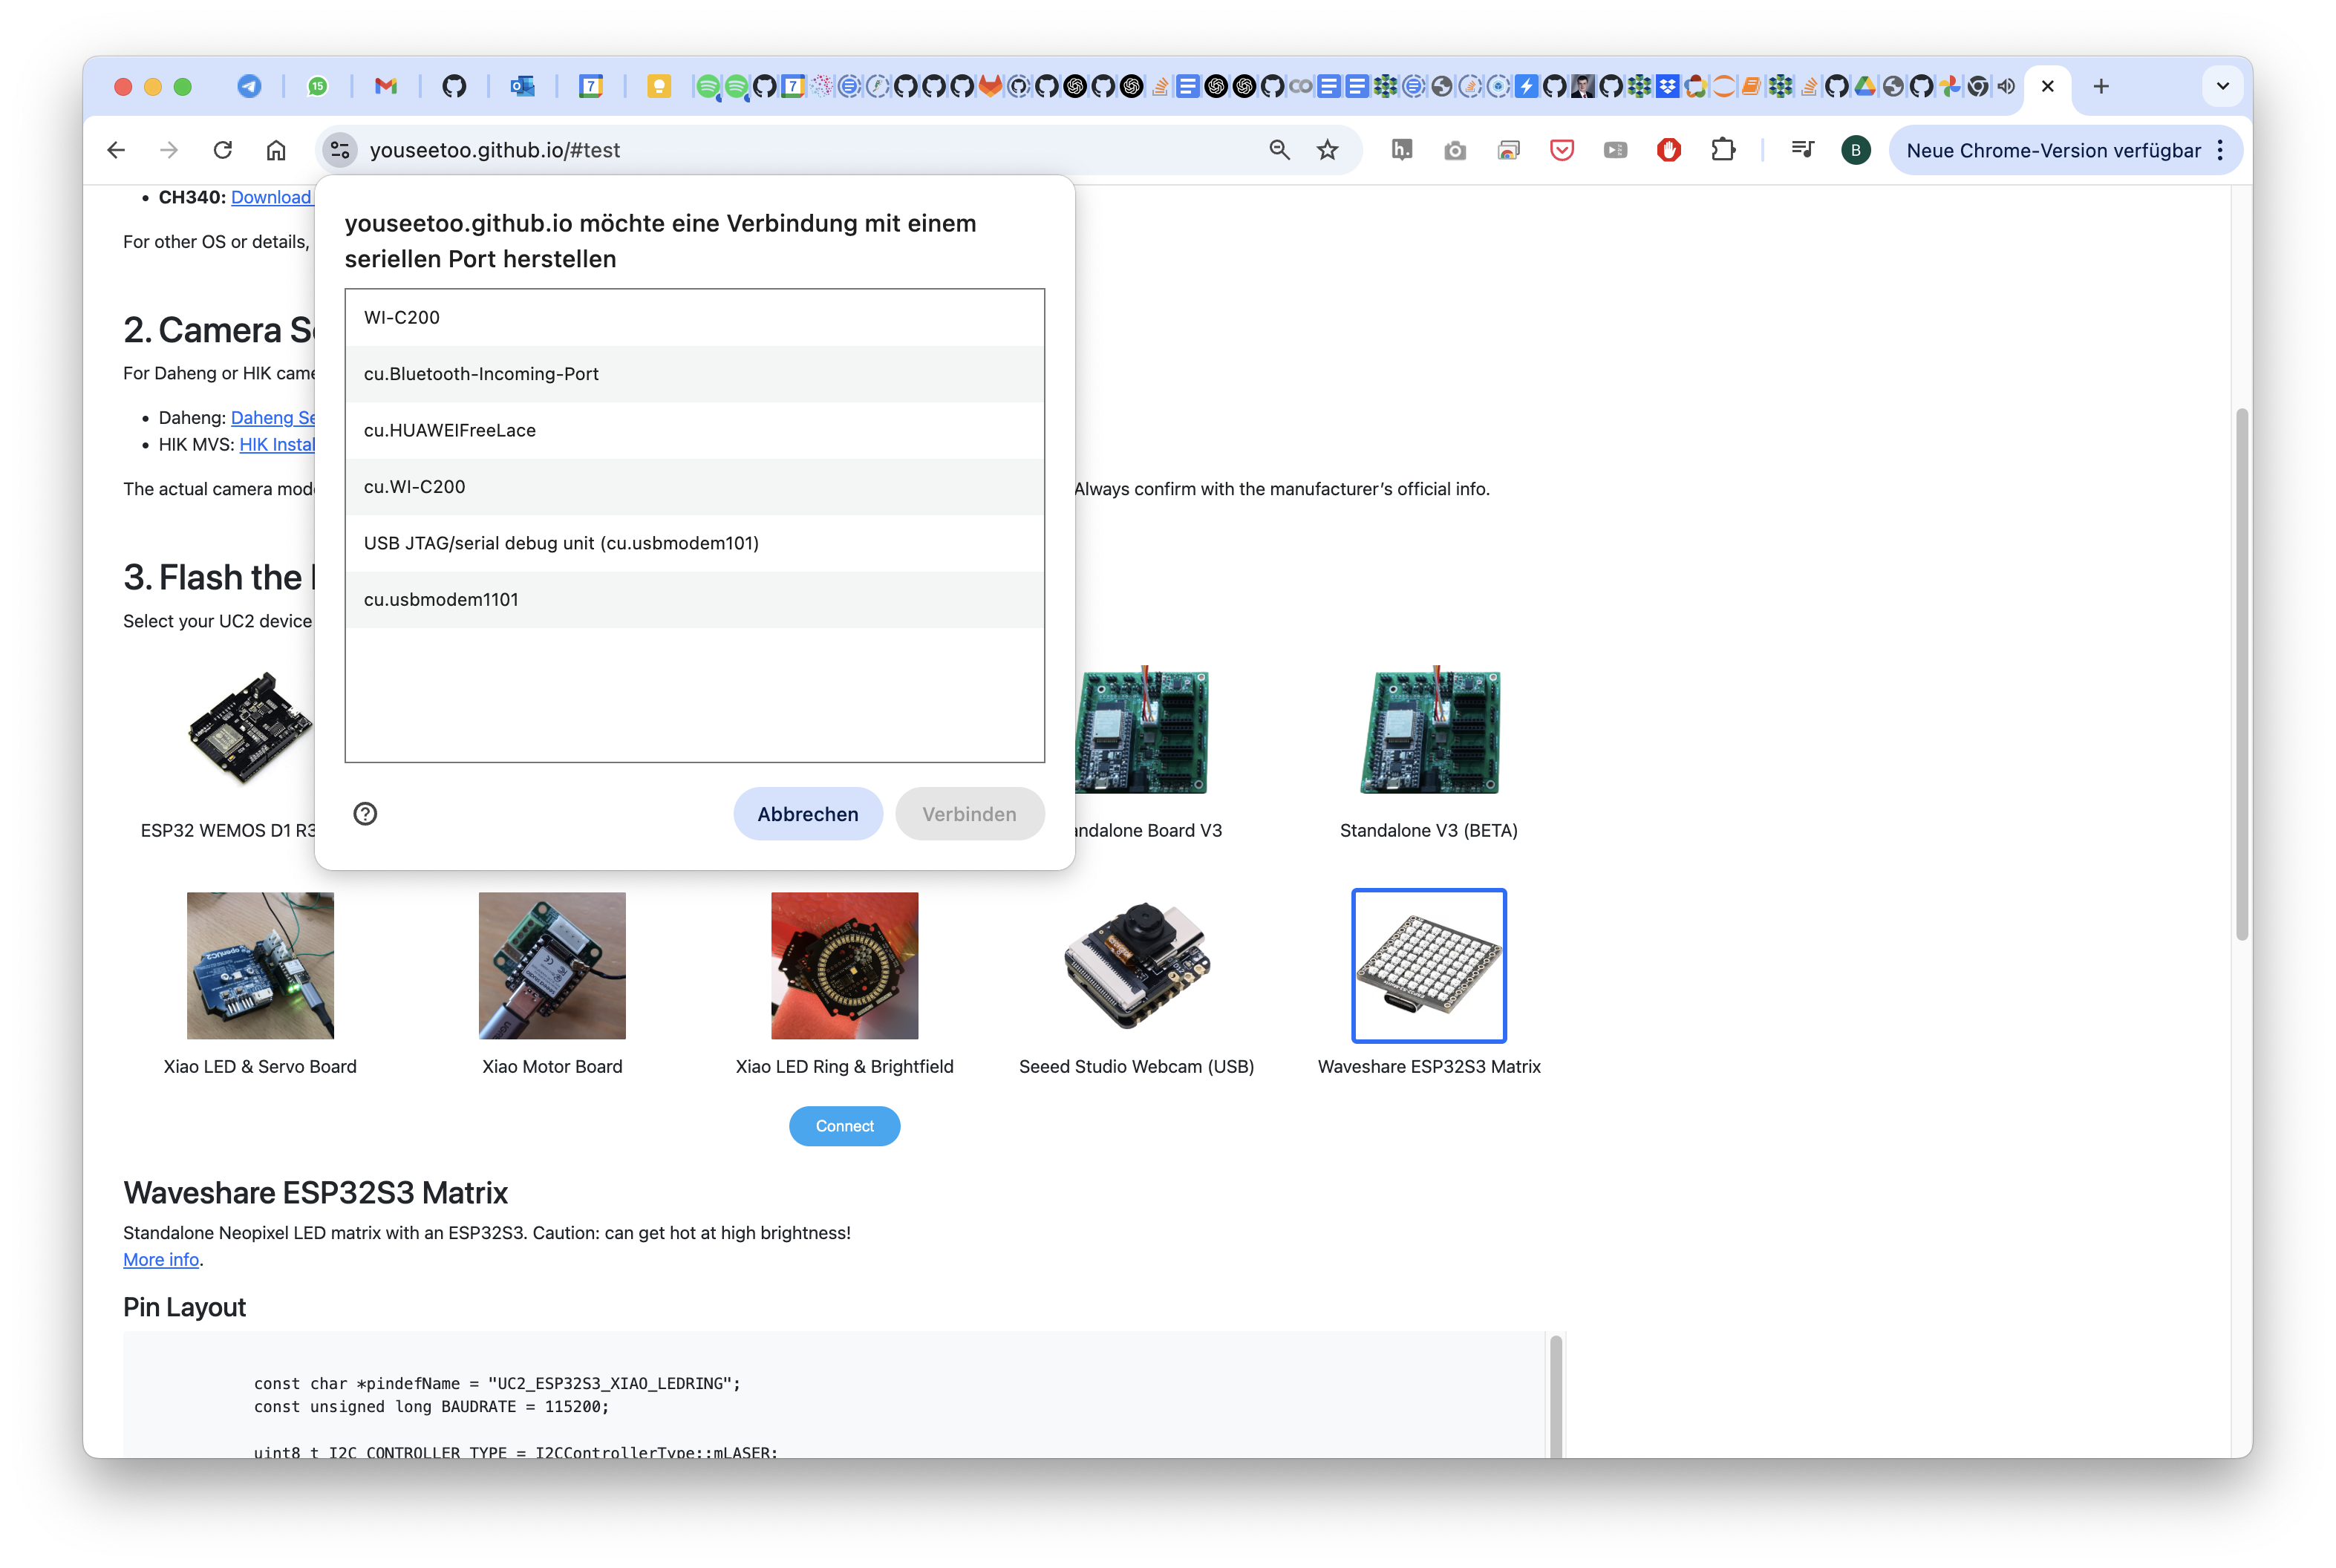 15
7
7
youseetoo.github.io/#test
h.
B
Neue Chrome-Version verfügbar
CH340: Download
For other OS or details,
youseetoo.github.io möchte eine Verbindung mit einem
seriellen Port herstellen
WI-C200
cu.Bluetooth-Incoming-Port
cu.HUAWEIFreeLace
cu.WI-C200
USB JTAG/serial debug unit (cu.usbmodem101)
cu.usbmodem1101
Abbrechen
Verbinden
2. Camera
For Daheng or HIK
Daheng: Daheng
HIK MVS: HIK
The actual camera
Always confirm with the manufacturer’s official info.
3. Flash the
Select your UC2 device
ESP32 WEMOS D1 R3
Board V3
Standalone V3 (BETA)
Xiao LED & Servo Board
Xiao Motor Board
Xiao LED Ring & Brightfield
Seeed Studio Webcam (USB)
Waveshare ESP32S3 Matrix
Connect
Waveshare ESP32S3 Matrix
Standalone Neopixel LED matrix with an ESP32S3. Caution: can get hot at high brightness!
More info.
Pin Layout
const char *pindefName = "UC2_ESP32S3_XIAO_LEDRING";
const unsigned long BAUDRATE = 115200;
uint8_t I2C_CONTROLLER_TYPE = I2CControllerType::mLASER;